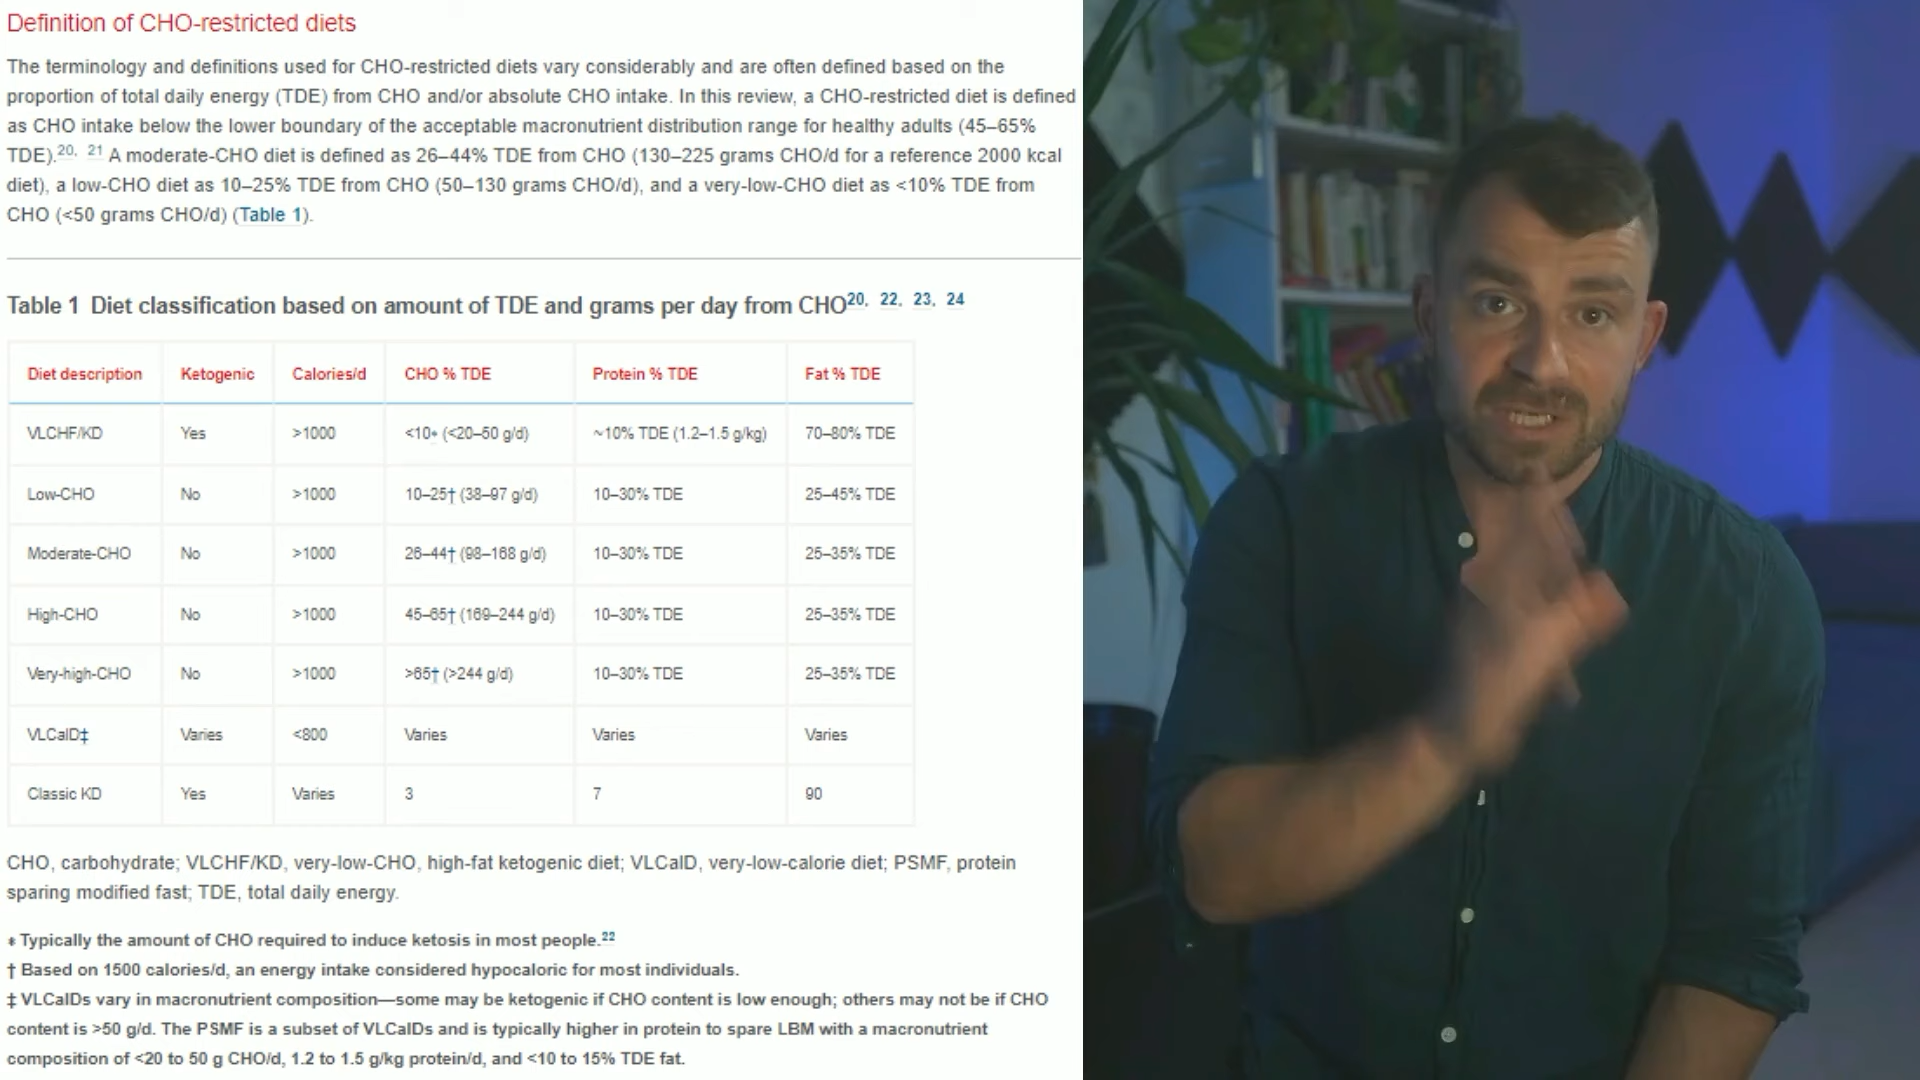 Definition of CHO-restricted diets
The terminology and definitions used for CHO-restricted diets vary considerably and are often defined based on the
proportion of total daily energy (TDE) from CHO and/or absolute CHO intake. In this review, a CHO-restricted diet is defined
as CHO intake below the lower boundary of the acceptable macronutrient distribution range for healthy adults (45–65%
TDE).20, 21 A moderate-CHO diet is defined as 26–44% TDE from CHO (130–225 grams CHO/d for a reference 2000 kcal
diet), a low-CHO diet as 10–25% TDE from CHO (50–130 grams CHO/d), and a very-low-CHO diet as <10% TDE from
CHO (<50 grams CHO/d) (Table 1).
Table 1 Diet classification based on amount of TDE and grams per day from CHO20, 22, 23, 24
Diet description Ketogenic Calories/d CHO % TDE Protein % TDE Fat % TDE
VLCHF/KD Yes >1000 <10* (<20–50 g/d) ~10% TDE (1.2–1.5 g/kg) 70–80% TDE
Low-CHO No >1000 10–25† (38–97 g/d) 10–30% TDE 25–45% TDE
Moderate-CHO No >1000 26–44† (98–168 g/d) 10–30% TDE 25–35% TDE
High-CHO No >1000 45–65† (169–244 g/d) 10–30% TDE 25–35% TDE
Very-high-CHO No >1000 >65† (>244 g/d) 10–30% TDE 25–35% TDE
VLCalD‡ Varies <800 Varies Varies Varies
Classic KD Yes Varies 3 7 90
CHO, carbohydrate; VLCHF/KD, very-low-CHO, high-fat ketogenic diet; VLCalD, very-low-calorie diet; PSMF, protein
sparing modified fast; TDE, total daily energy.
* Typically the amount of CHO required to induce ketosis in most people.22
† Based on 1500 calories/d, an energy intake considered hypocaloric for most individuals.
‡ VLCalDs vary in macronutrient composition—some may be ketogenic if CHO content is low enough; others may not be if CHO
content is >50 g/d. The PSMF is a subset of VLCalDs and is typically higher in protein to spare LBM with a macronutrient
composition of <20 to 50 g CHO/d, 1.2 to 1.5 g/kg protein/d, and <10 to 15% TDE fat.